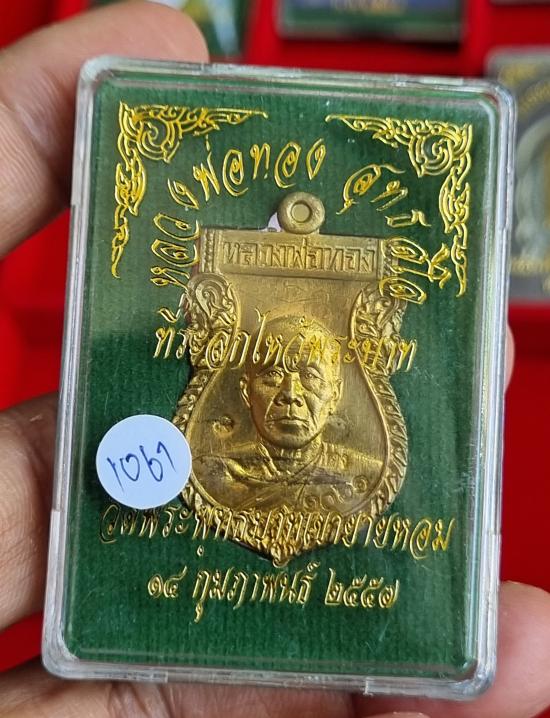 หลวงพ่อทอง สุทฺธสีโล
หลวงพ่อทอง
ที่ระลึกไหว้พระบาท
๑๐๖๑
1061
วัดพระพุทธบาทเขายายหอม
๑๔ กุมภาพันธ์ ๒๕๕๗